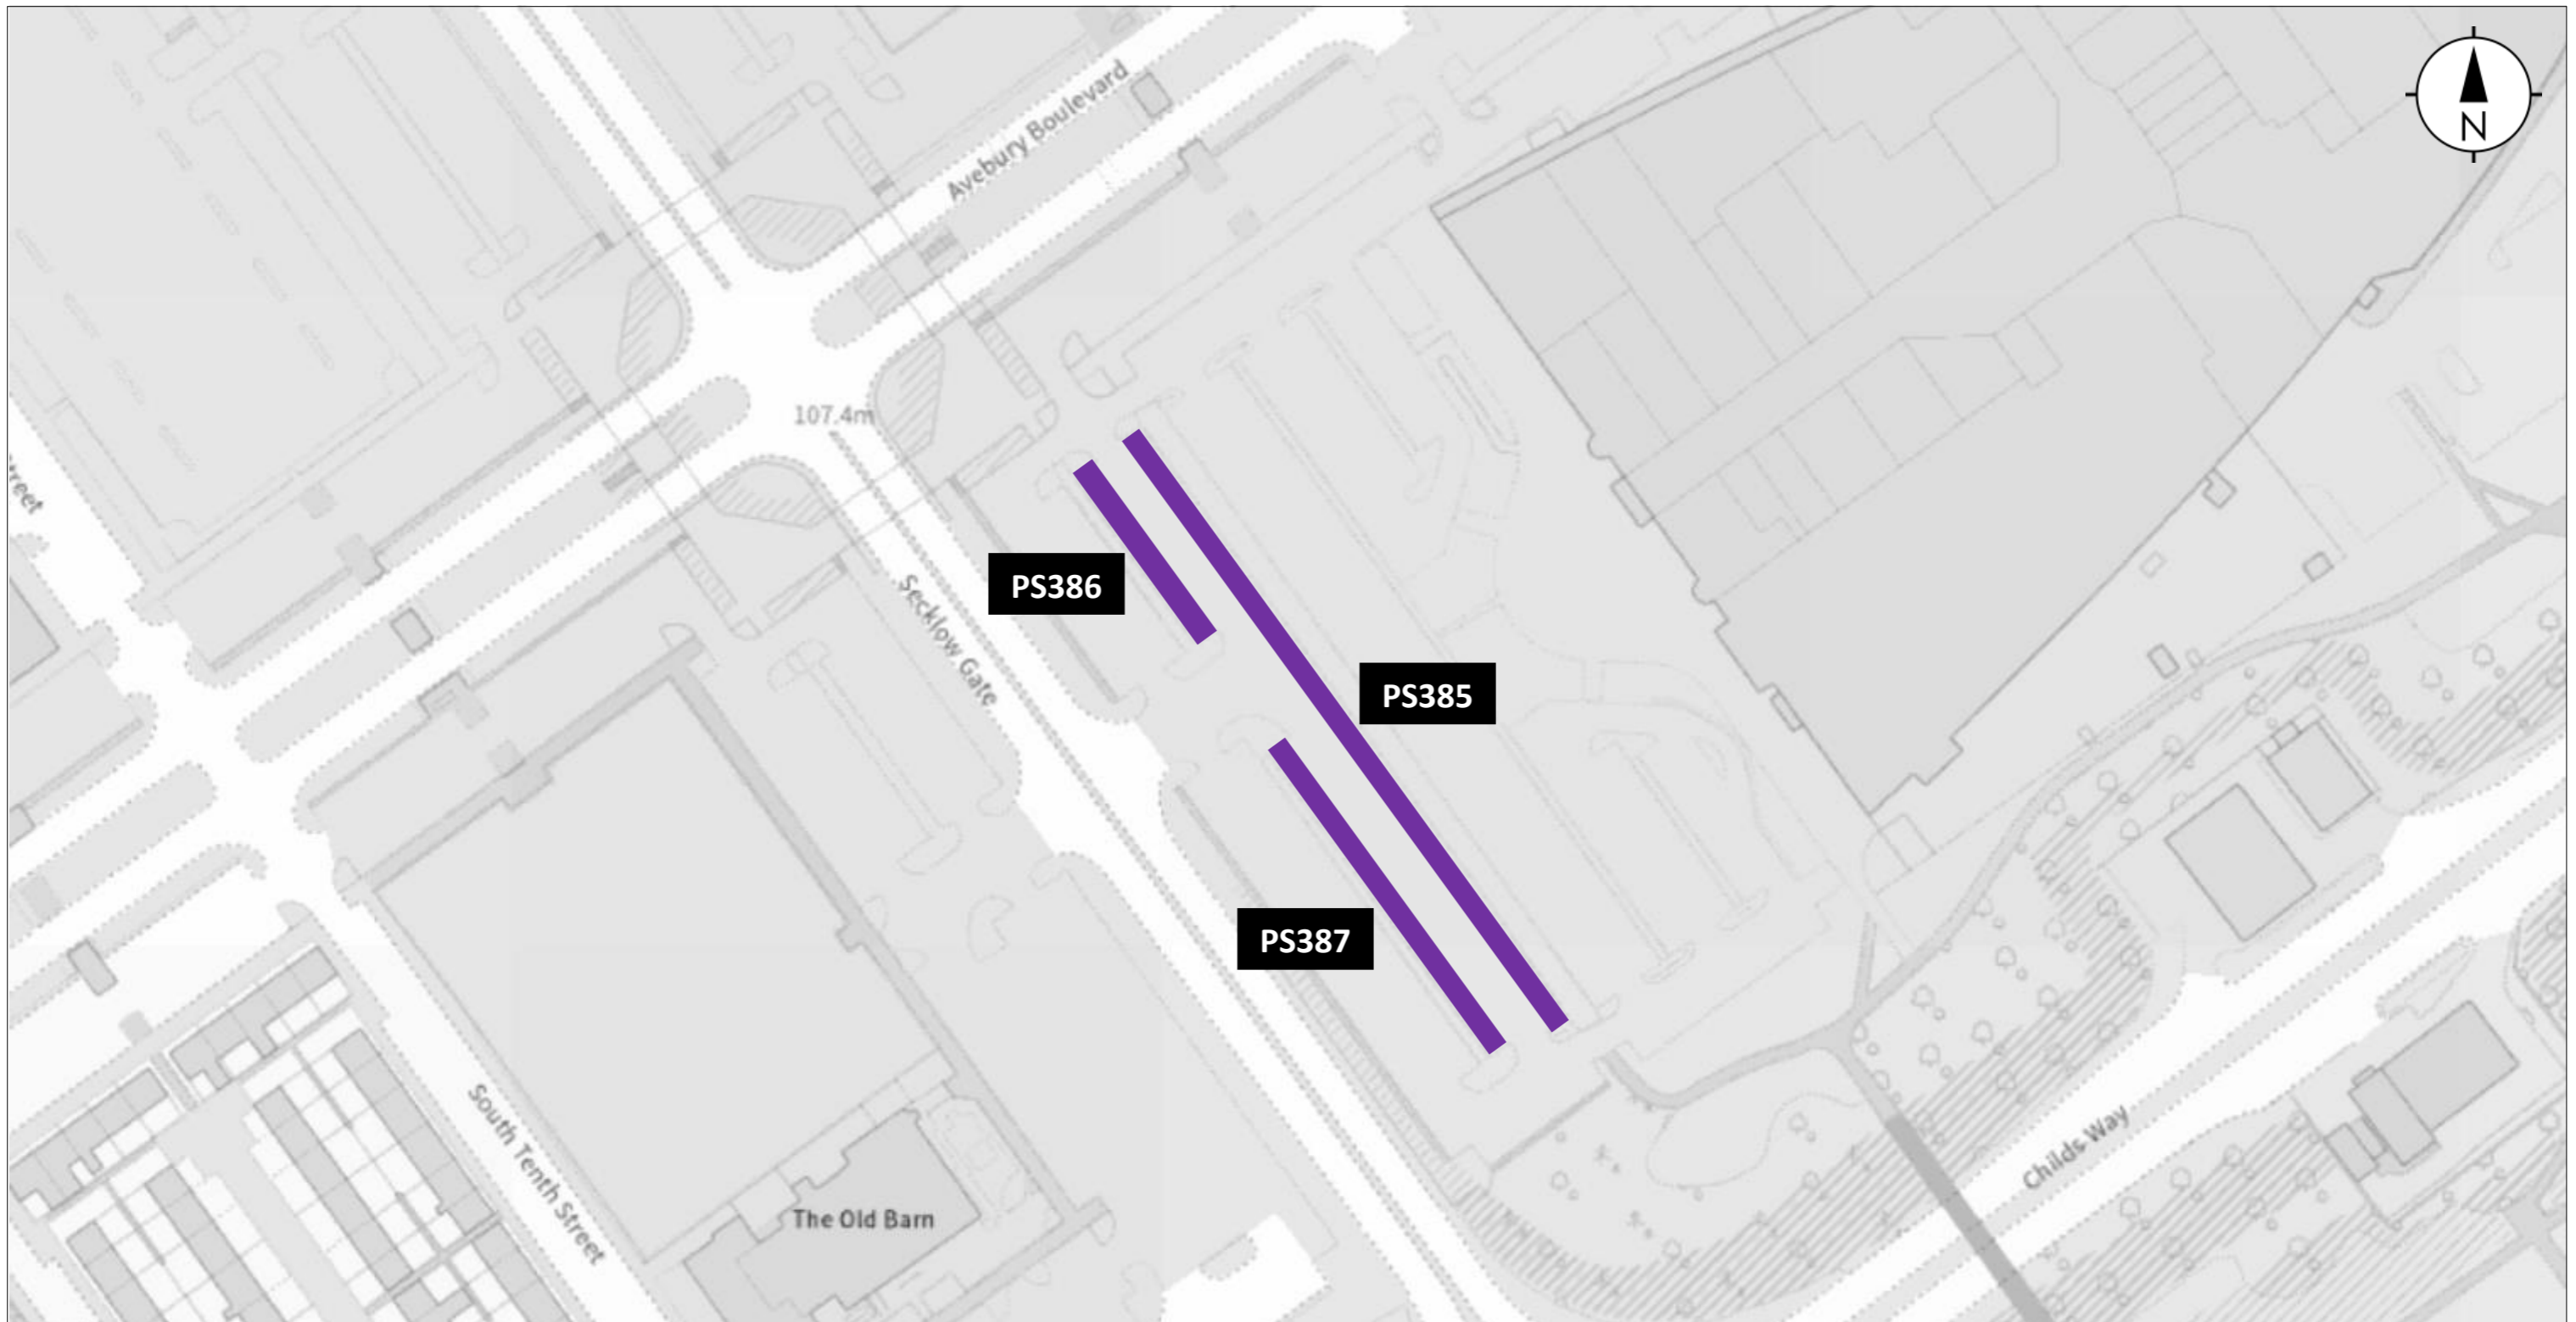 Avebury Boulevard
N
107.4m
PS386
Secklow Gate
PS385
PS387
South Tenth Street
Childs Way
The Old Barn